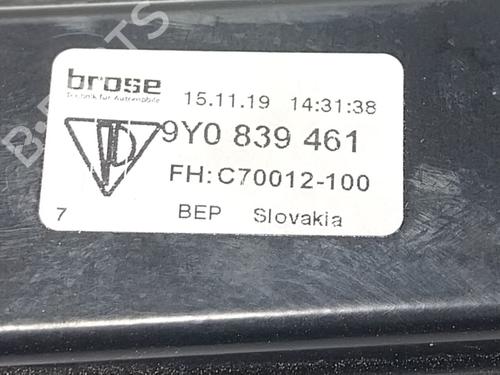 brose
Technik für Automobile
15.11.19 14:31:38
9Y0 839 461
FH: C70012-100
7 BEP Slovakia